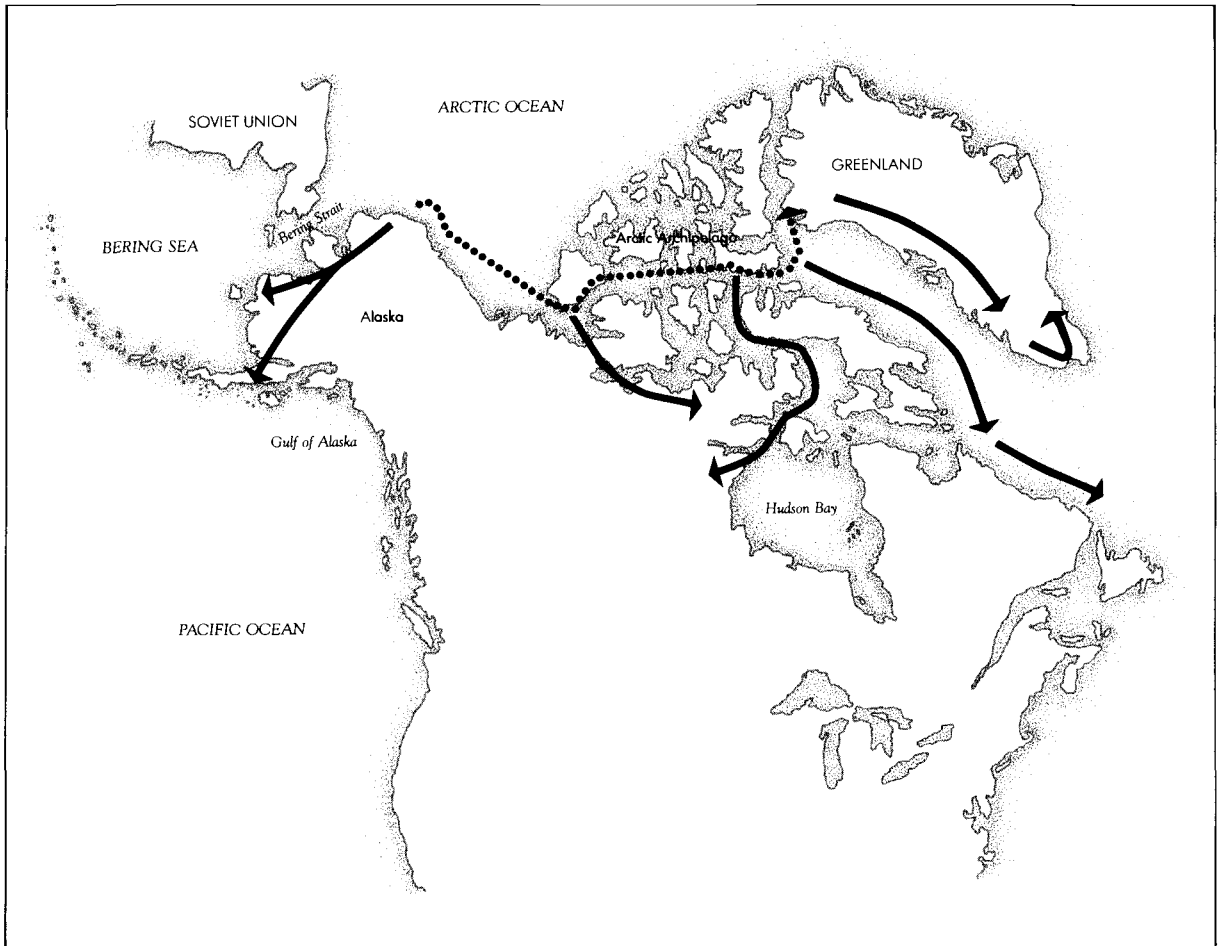 ARCTIC OCEAN
SOVIET UNION
GREENLAND
Bering Strait
BERING SEA
Arctic Archipelago
Alaska
Gulf of Alaska
Hudson Bay
PACIFIC OCEAN